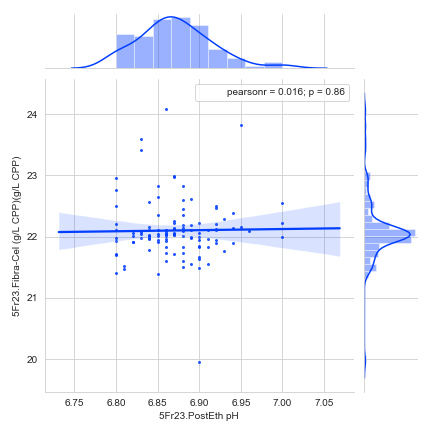 pearsonr = 0.016; p = 0.86
24
23
22
21
20
5Fr23.Fibra-Cel (g/L CPP)(g/L CPP)
6.75 6.80 6.85 6.90 6.95 7.00 7.05
5Fr23.PostEth pH